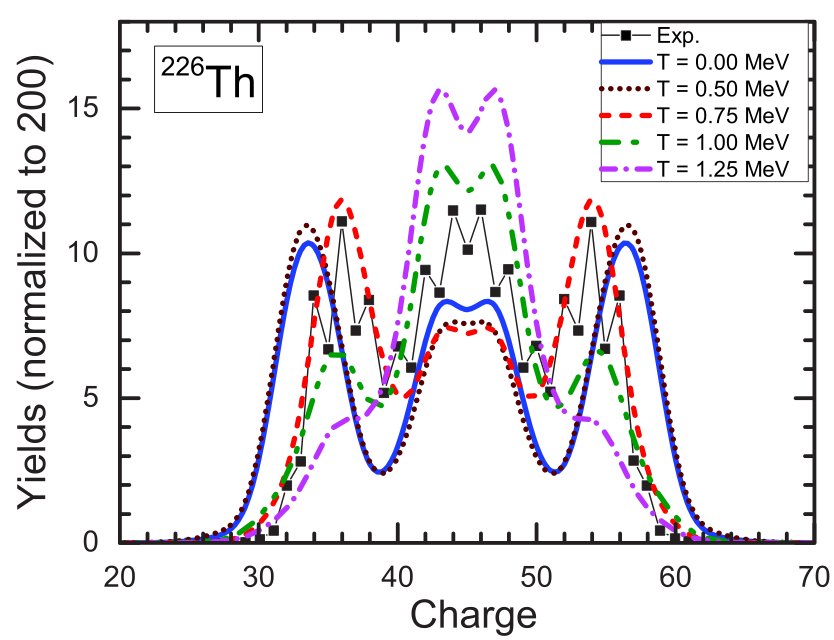 ²²⁶Th
Exp.
T = 0.00 MeV
T = 0.50 MeV
T = 0.75 MeV
T = 1.00 MeV
T = 1.25 MeV
Yields (normalized to 200)
15
10
5
0
20 30 40 50 60 70
Charge